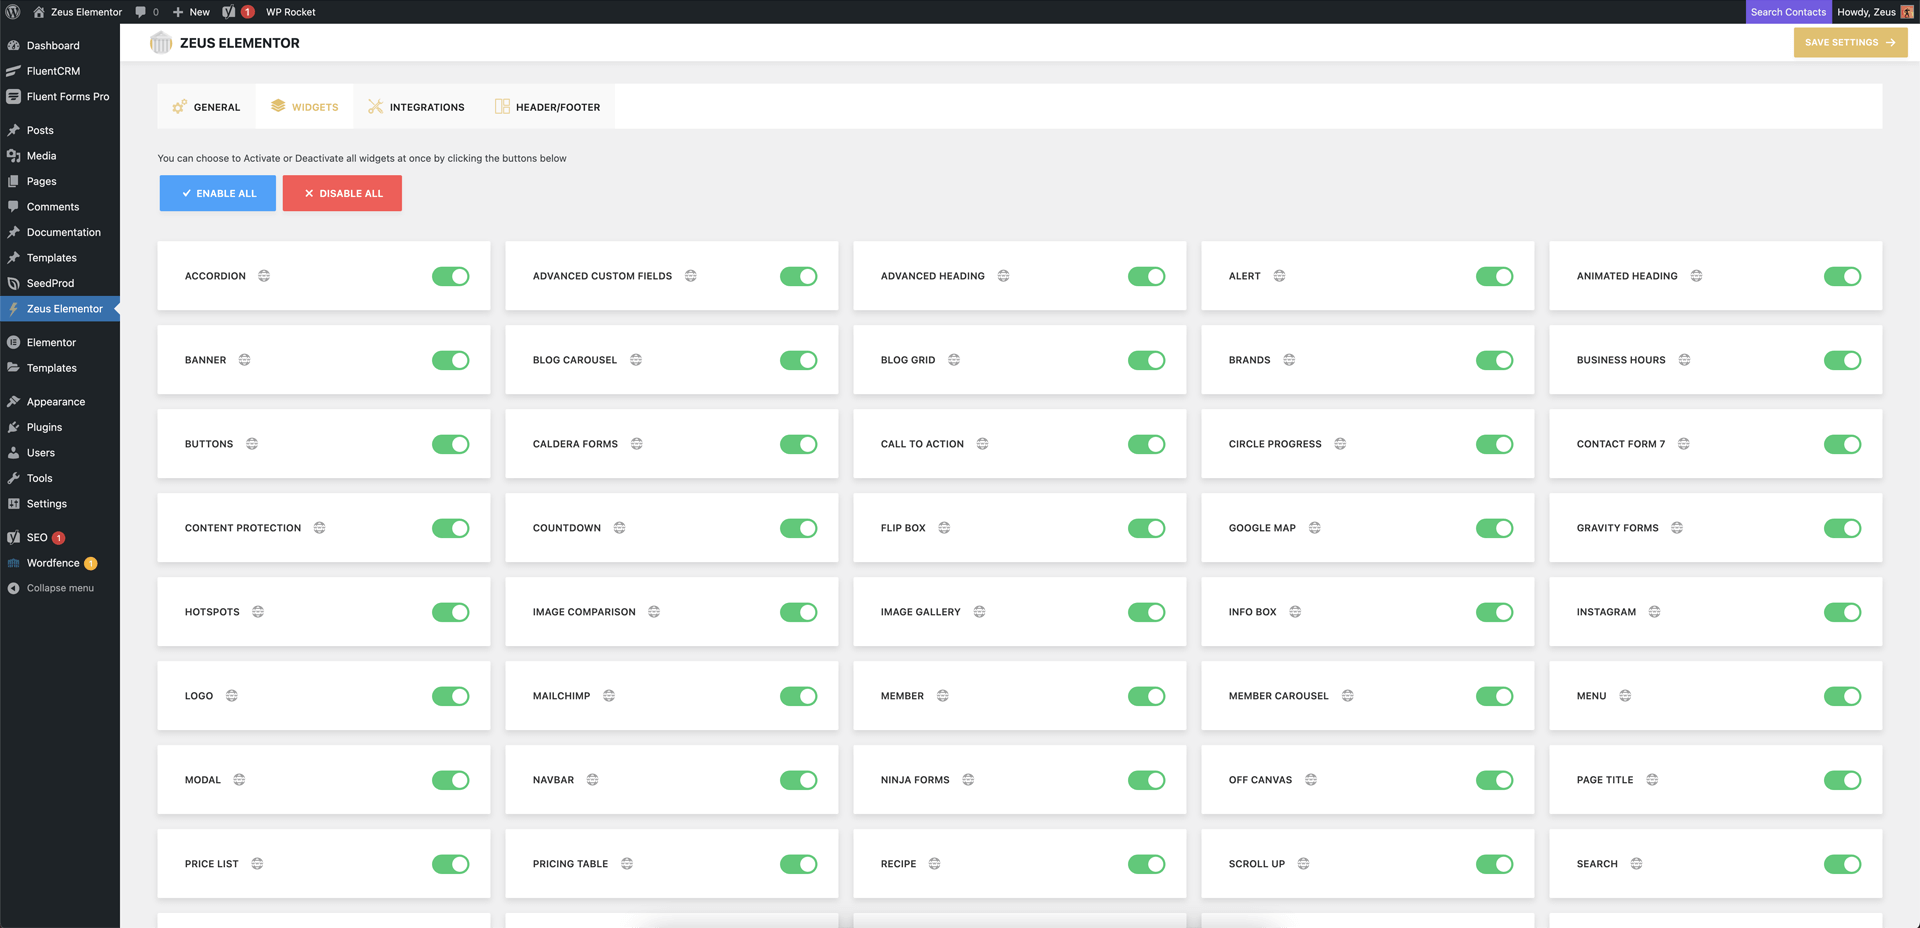 Zeus Elementor 0 New 1 WP Rocket Search Contacts Howdy, Zeus
Dashboard
FluentCRM
Fluent Forms Pro
Posts
Media
Pages
Comments
Documentation
Templates
SeedProd
Zeus Elementor
Elementor
Templates
Appearance
Plugins
Users
Tools
Settings
SEO 1
Wordfence 1
Collapse menu
ZEUS ELEMENTOR SAVE SETTINGS
GENERAL WIDGETS INTEGRATIONS HEADER/FOOTER
You can choose to Activate or Deactivate all widgets at once by clicking the buttons below
ENABLE ALL DISABLE ALL
ACCORDION ADVANCED CUSTOM FIELDS ADVANCED HEADING ALERT ANIMATED HEADING
BANNER BLOG CAROUSEL BLOG GRID BRANDS BUSINESS HOURS
BUTTONS CALDERA FORMS CALL TO ACTION CIRCLE PROGRESS CONTACT FORM 7
CONTENT PROTECTION COUNTDOWN FLIP BOX GOOGLE MAP GRAVITY FORMS
HOTSPOTS IMAGE COMPARISON IMAGE GALLERY INFO BOX INSTAGRAM
LOGO MAILCHIMP MEMBER MEMBER CAROUSEL MENU
MODAL NAVBAR NINJA FORMS OFF CANVAS PAGE TITLE
PRICE LIST PRICING TABLE RECIPE SCROLL UP SEARCH